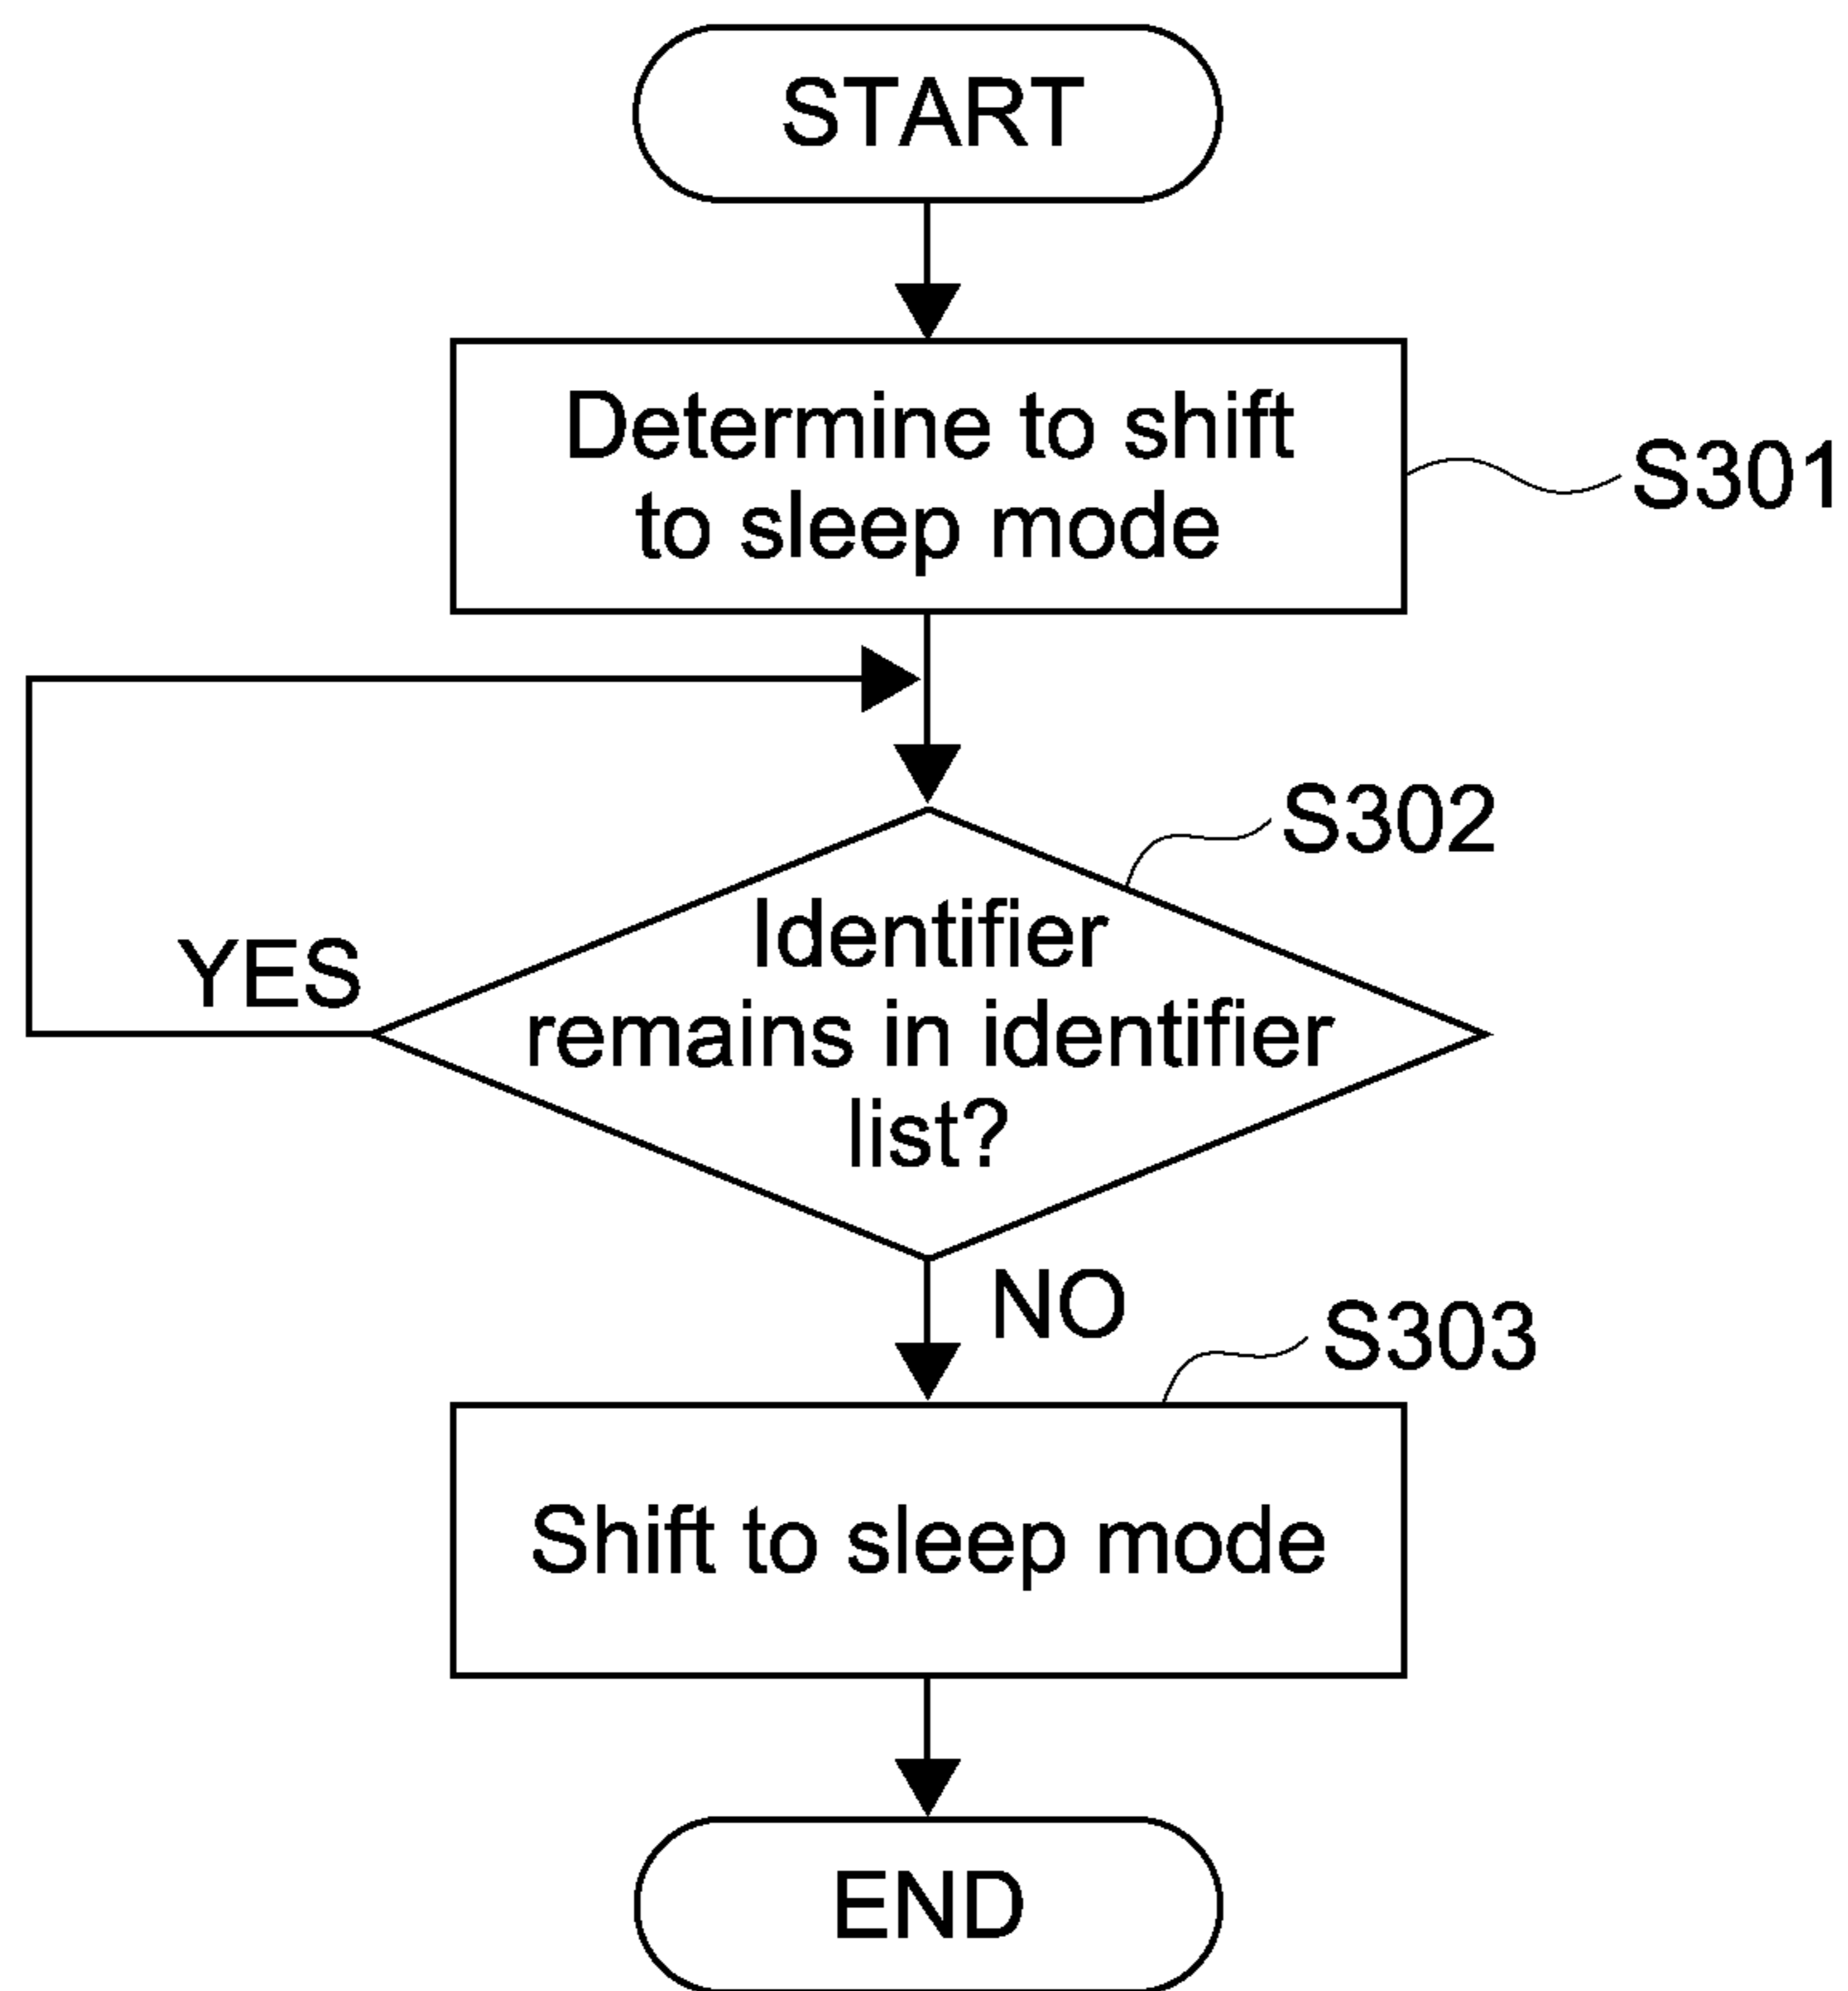 START
Determine to shift
to sleep mode
S301
S302
Identifier
remains in identifier
list?
YES
NO
S303
Shift to sleep mode
END